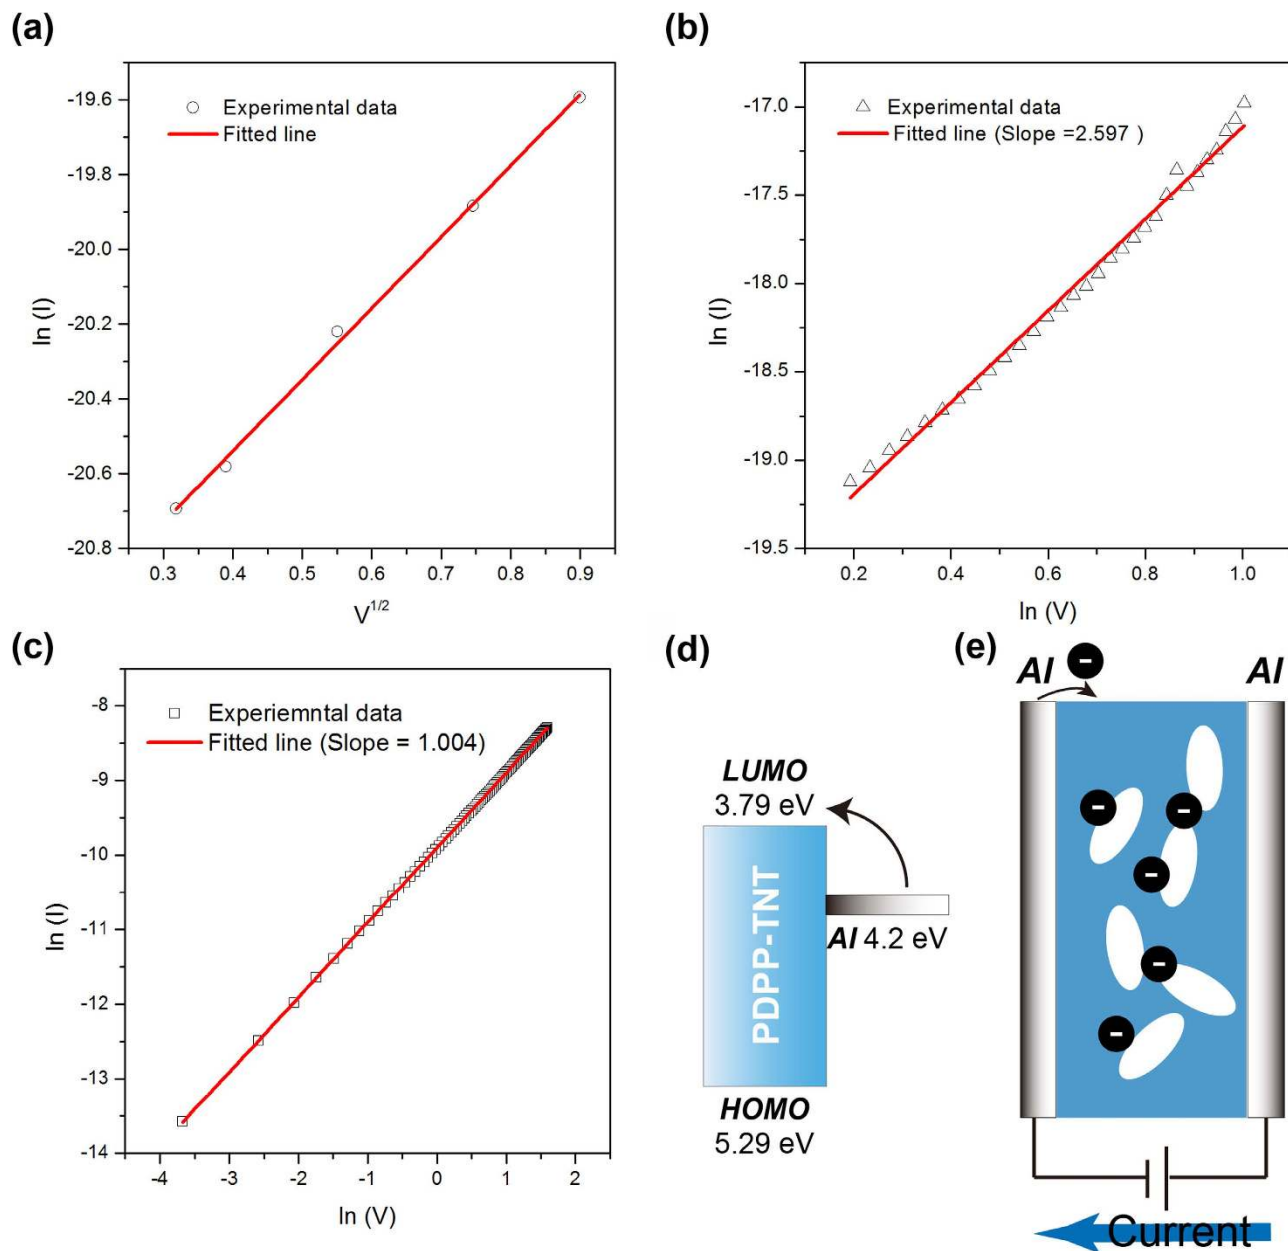 (a)
-19.6
-19.8
-20.0
-20.2
-20.4
-20.6
-20.8
ln (I)
Experimental data
Fitted line
0.3 0.4 0.5 0.6 0.7 0.8 0.9
V^1/2
(b)
-17.0
-17.5
-18.0
-18.5
-19.0
-19.5
ln (I)
Experimental data
Fitted line (Slope =2.597 )
0.2 0.4 0.6 0.8 1.0
ln (V)
(c)
-8
-9
-10
-11
-12
-13
-14
ln (I)
Experiemntal data
Fitted line (Slope = 1.004)
-4 -3 -2 -1 0 1 2
ln (V)
(d)
LUMO
3.79 eV
PDPP-TNT
Al 4.2 eV
HOMO
5.29 eV
(e)
Al
Al
Current